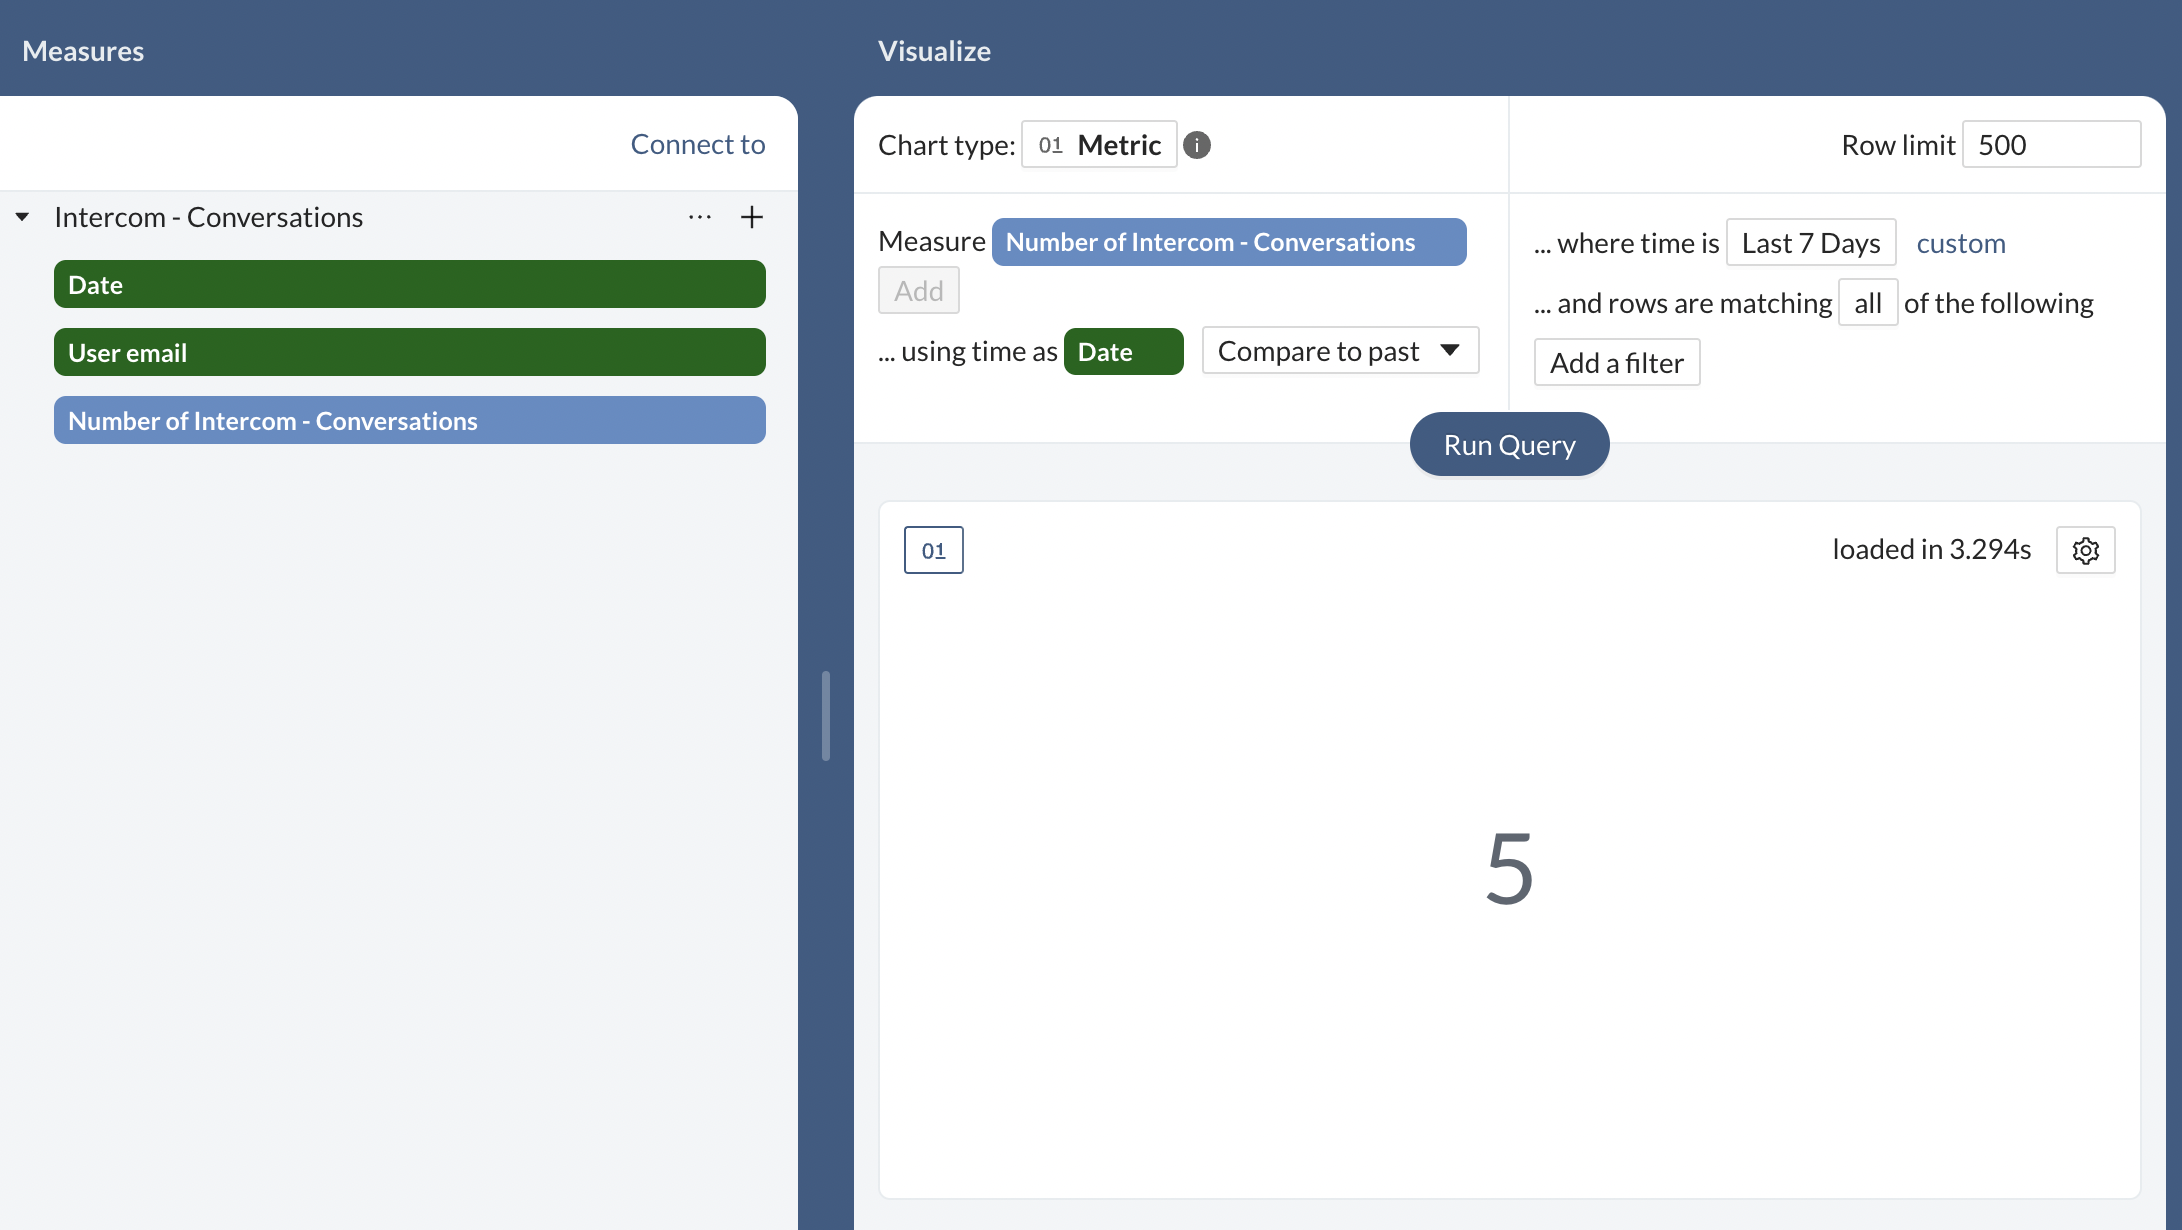 Measures
Connect to
Intercom - Conversations
Date
User email
Number of Intercom - Conversations
Visualize
Chart type: 01 Metric i
Row limit 500
Measure Number of Intercom - Conversations
Add
... using time as Date Compare to past
... where time is Last 7 Days custom
... and rows are matching all of the following
Add a filter
Run Query
01
loaded in 3.294s
5